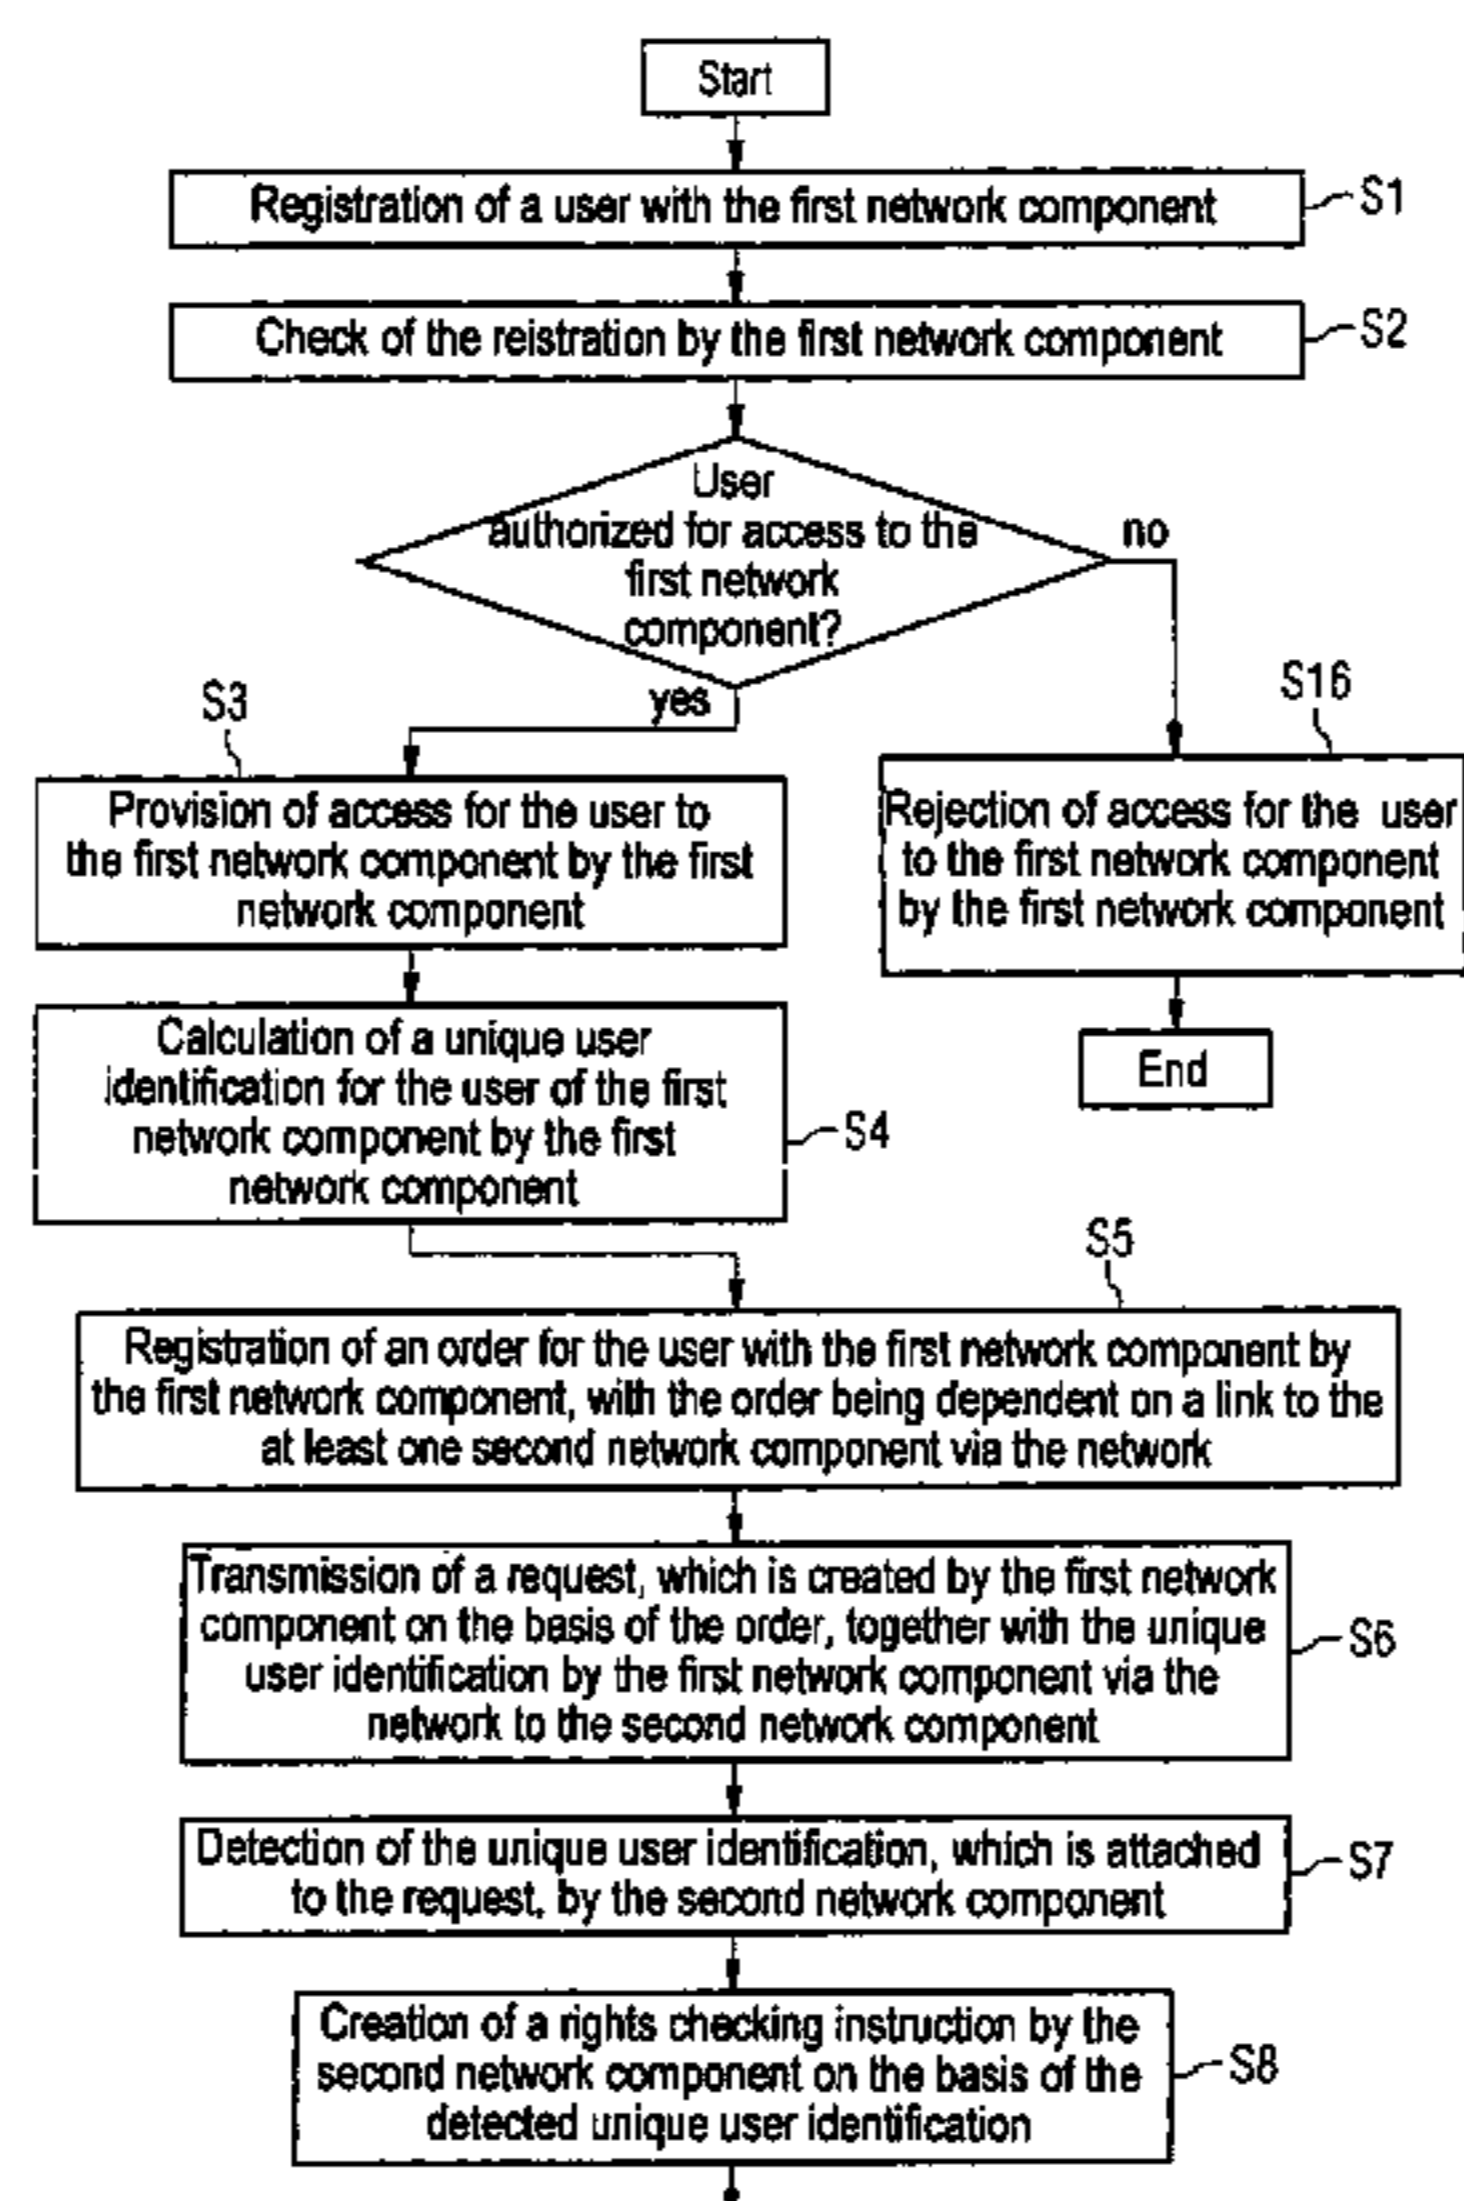 Start
Registration of a user with the first network component
S1
Check of the reistration by the first network component
S2
User
authorized for access to the
first network
component?
no
yes
S3
S16
Provision of access for the user to
the first network component by the first
network component
Rejection of access for the user
to the first network component
by the first network component
Calculation of a unique user
identification for the user of the first
network component by the first
network component
S4
End
S5
Registration of an order for the user with the first network component by
the first network component, with the order being dependent on a link to the
at least one second network component via the network
Transmission of a request, which is created by the first network
component on the basis of the order, together with the unique
user identification by the first network component via the
network to the second network component
S6
Detection of the unique user identification, which is attached
to the request, by the second network component
S7
Creation of a rights checking instruction by the
second network component on the basis of the
detected unique user identification
S8